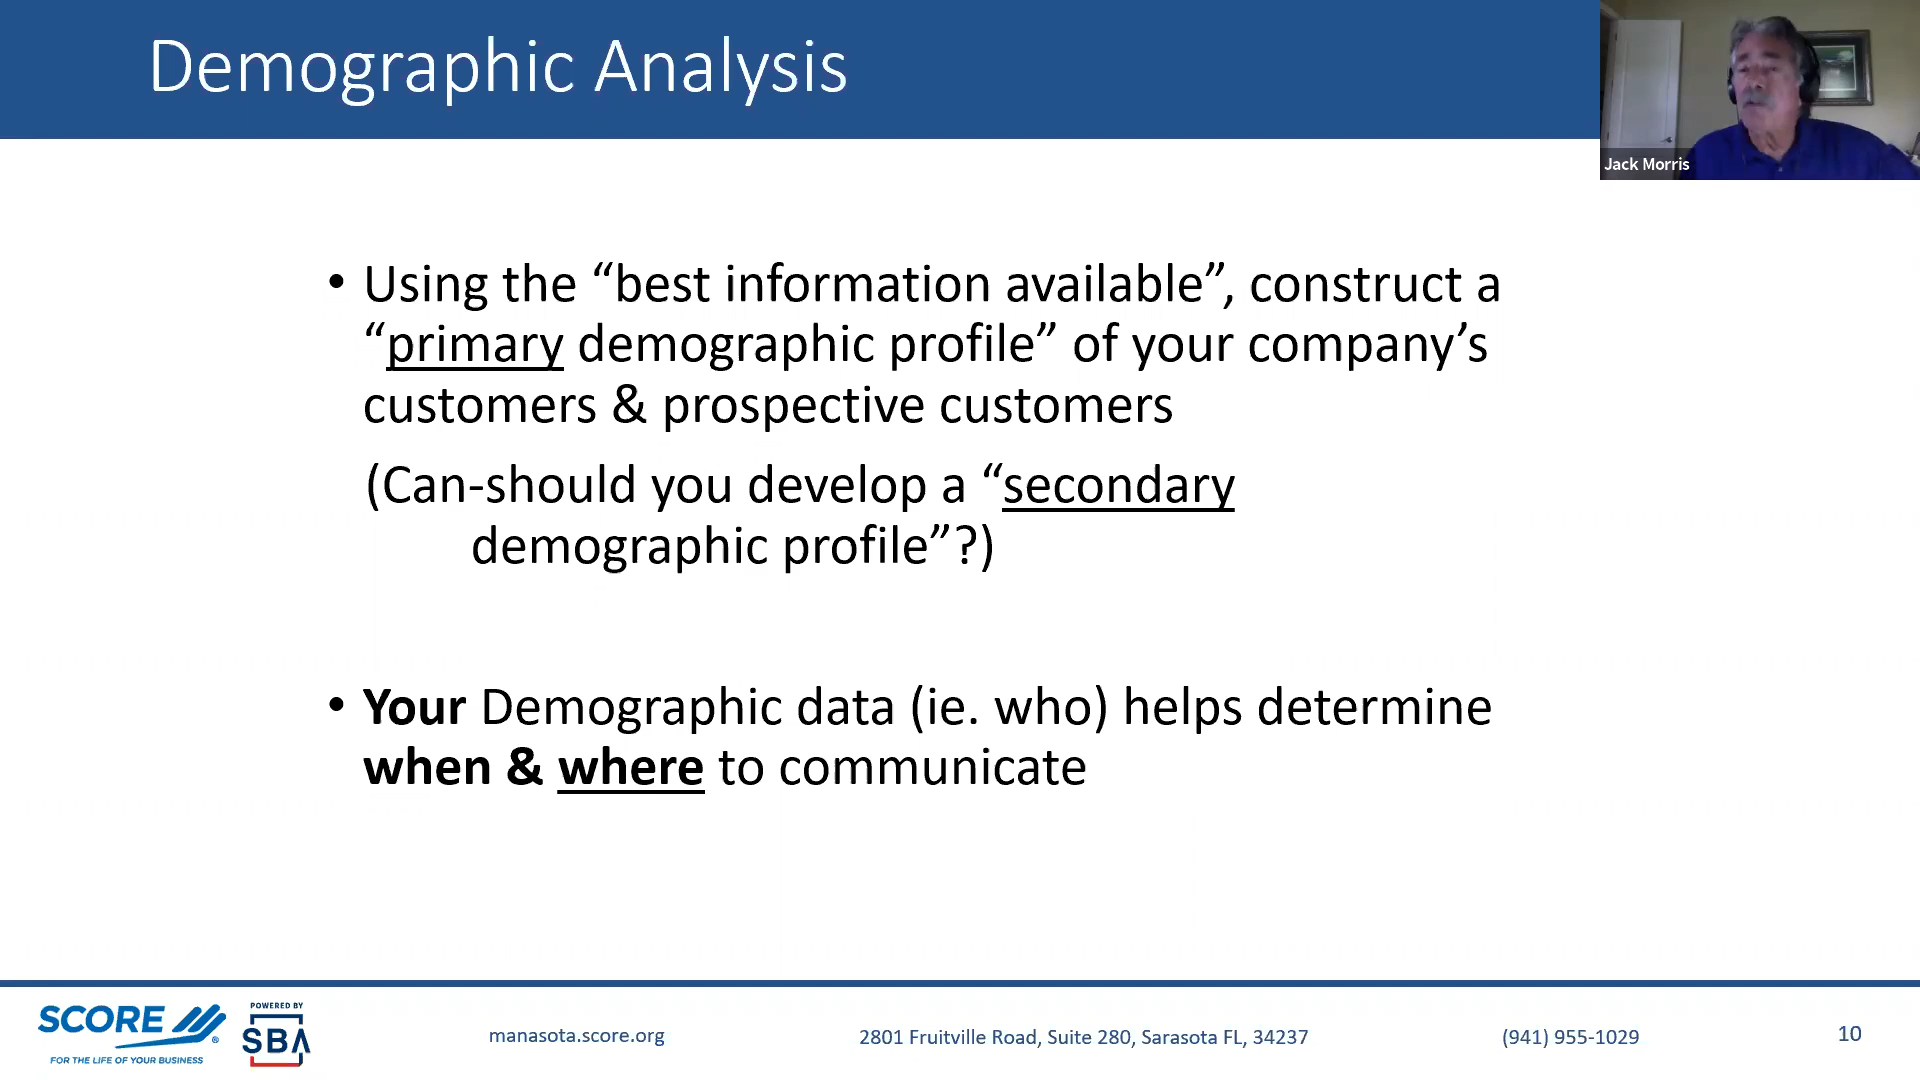 Demographic Analysis
Jack Morris
• Using the “best information available”, construct a
“primary demographic profile” of your company’s
customers & prospective customers
(Can-should you develop a “secondary
demographic profile”?)
• Your Demographic data (ie. who) helps determine
when & where to communicate
SCORE
®
FOR THE LIFE OF YOUR BUSINESS
POWERED BY
SBA
manasota.score.org
2801 Fruitville Road, Suite 280, Sarasota FL, 34237
(941) 955-1029
10